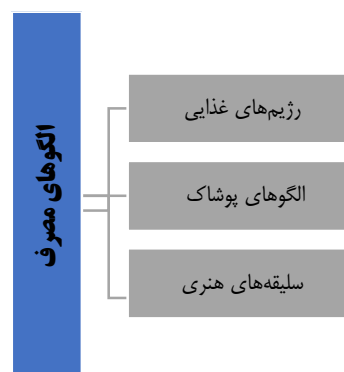 الگوهای مصرف
رژیم‌های غذایی
الگوهای پوشاک
سلیقه‌های هنری